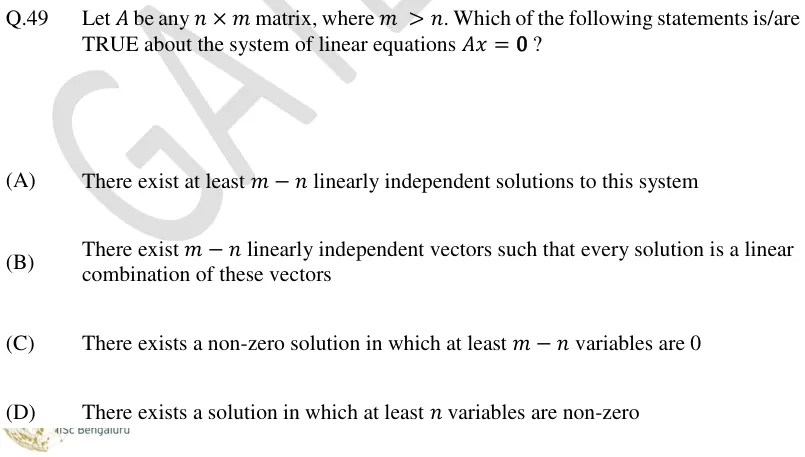 Q.49 Let A be any n × m matrix, where m > n. Which of the following statements is/are
TRUE about the system of linear equations Ax = 0 ?
(A) There exist at least m − n linearly independent solutions to this system
(B) There exist m − n linearly independent vectors such that every solution is a linear
combination of these vectors
(C) There exists a non-zero solution in which at least m − n variables are 0
(D) There exists a solution in which at least n variables are non-zero
IISc Bengaluru
GATE